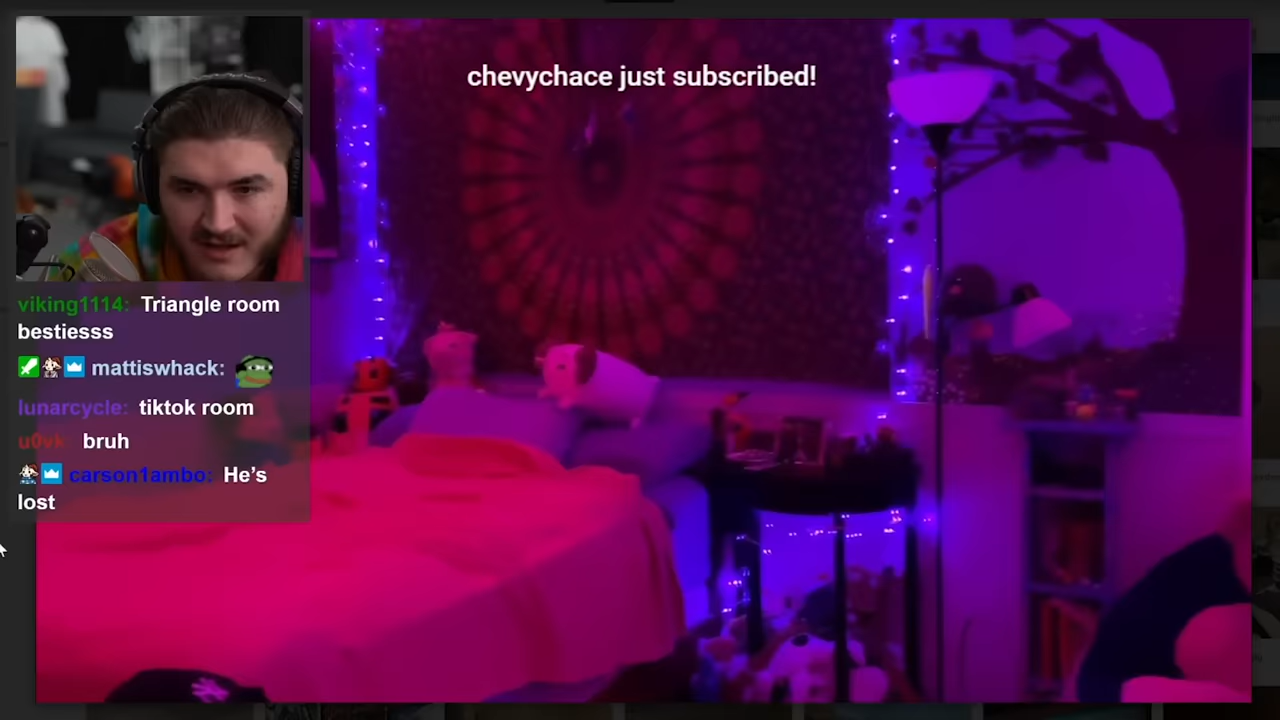 chevychace just subscribed!
viking1114: Triangle room
bestiesss
mattiswhack:
lunarcycle: tiktok room
u0vk: bruh
carson1ambo: He's
lost